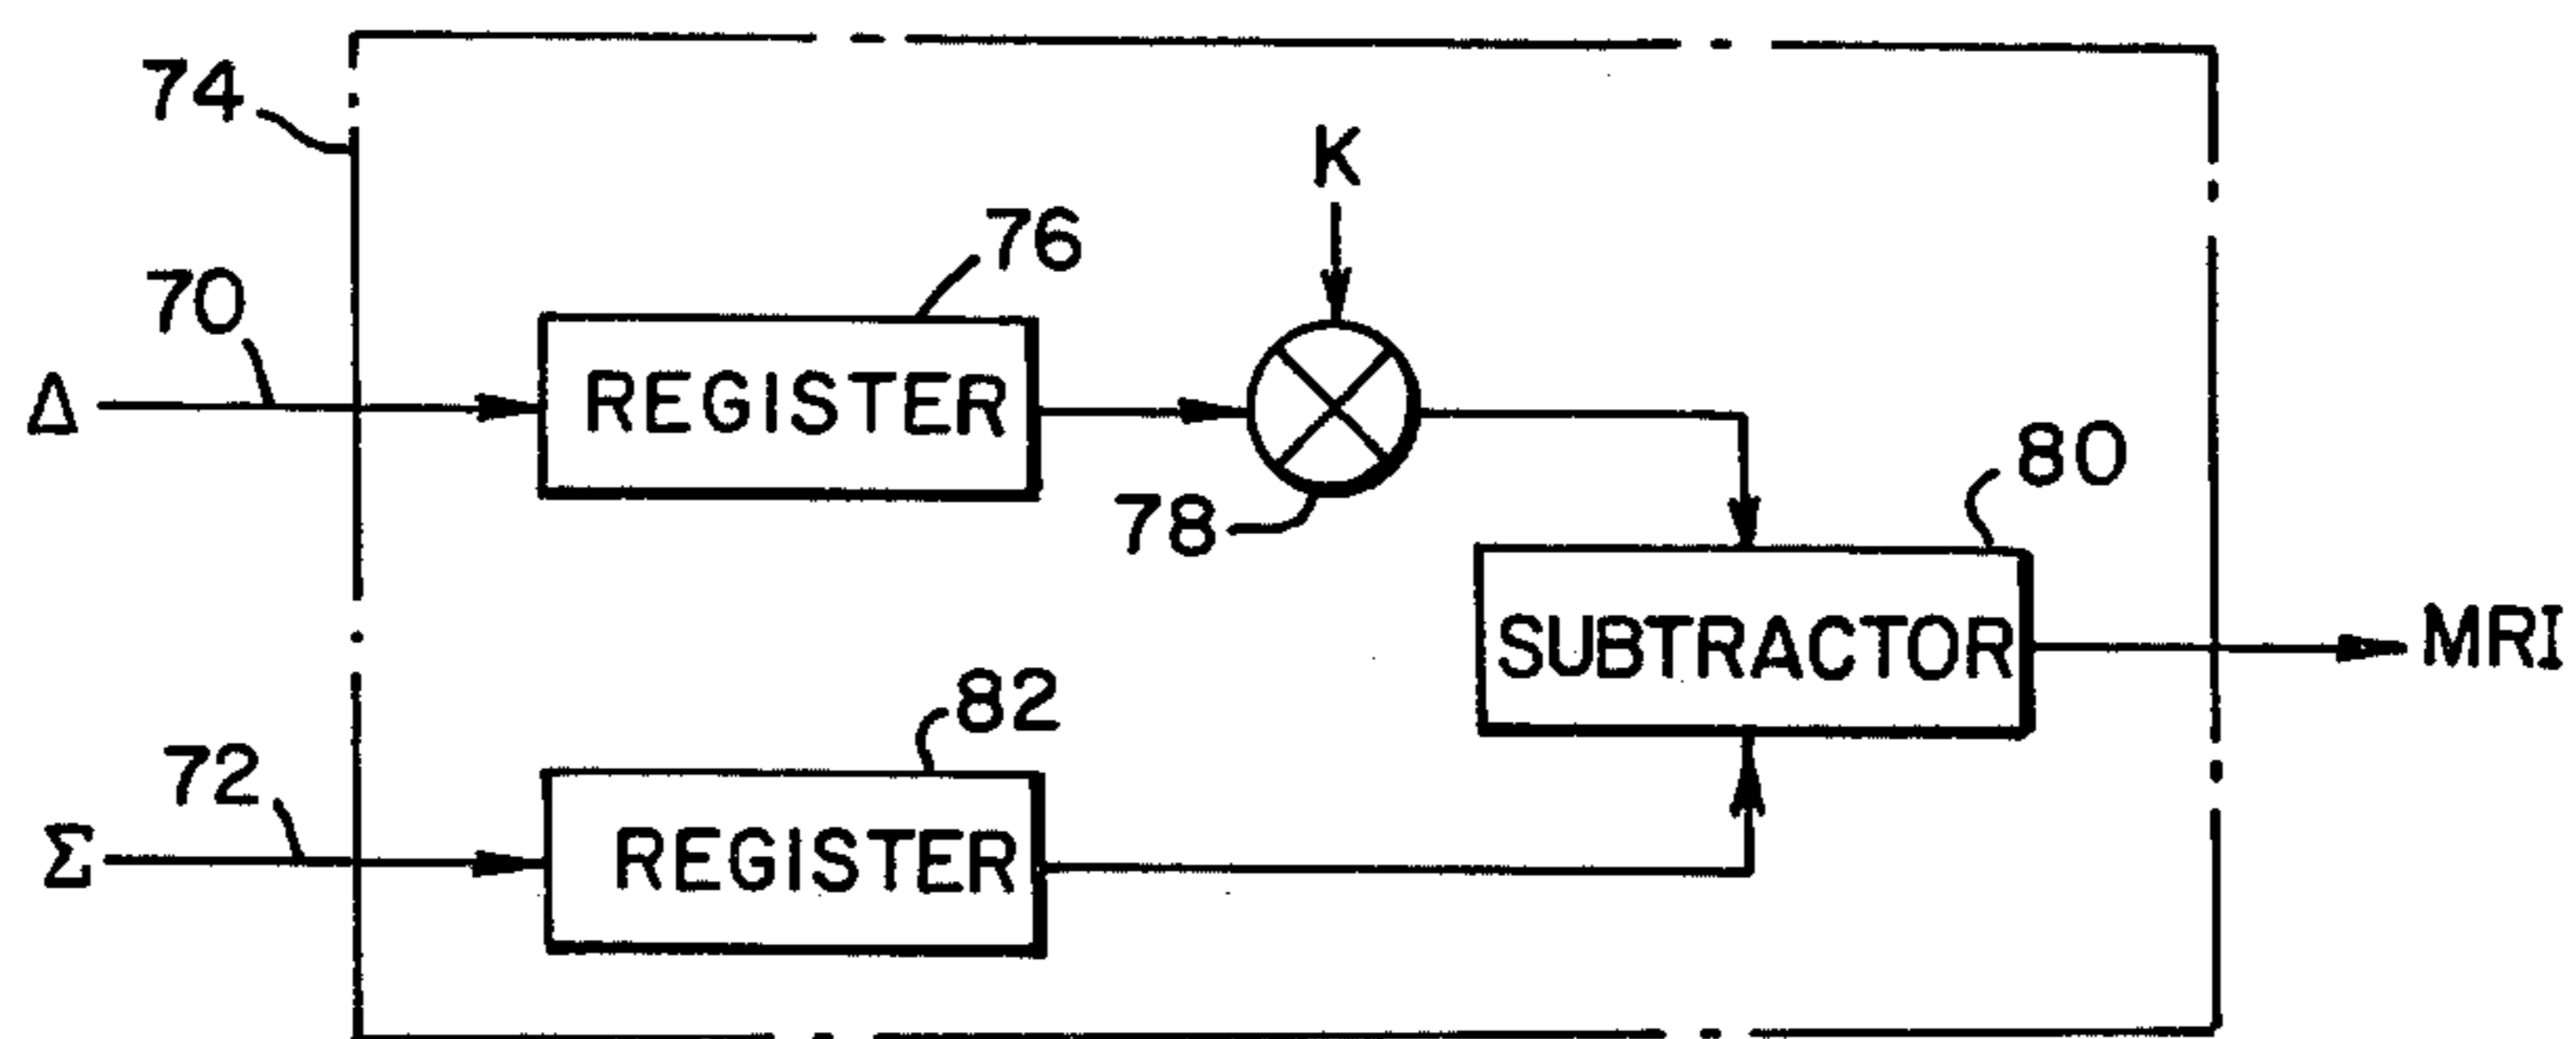 74
K
76
70
Δ
REGISTER
78
80
SUBTRACTOR
MRI
82
72
Σ
REGISTER